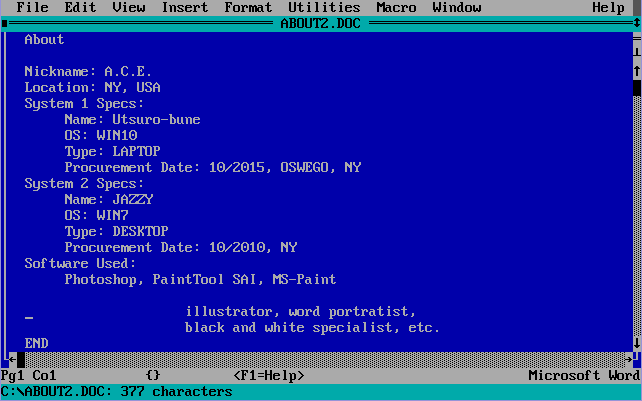 File Edit View Insert Format Utilities Macro Window Help
ABOUT2.DOC
About
Nickname: A.C.E.
Location: NY, USA
System 1 Specs:
Name: Utsuro-bune
OS: WIN10
Type: LAPTOP
Procurement Date: 10/2015, OSWEGO, NY
System 2 Specs:
Name: JAZZY
OS: WIN7
Type: DESKTOP
Procurement Date: 10/2010, NY
Software Used:
Photoshop, PaintTool SAI, MS-Paint
_ illustrator, word portratist,
black and white specialist, etc.
END
Pg1 Co1 {} <F1=Help> Microsoft Word
C:\ABOUT2.DOC: 377 characters